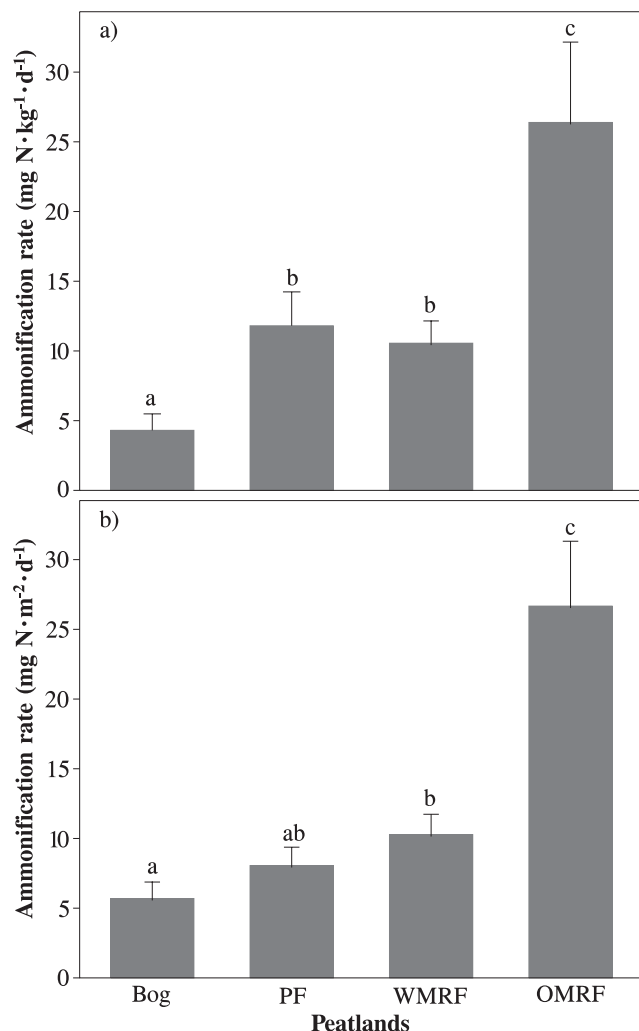 a)
Ammonification rate (mg N·kg⁻¹·d⁻¹)
30
25
20
15
10
5
0
a
b
b
c
b)
Ammonification rate (mg N·m⁻²·d⁻¹)
30
25
20
15
10
5
0
a
ab
b
c
Bog PF WMRF OMRF
Peatlands